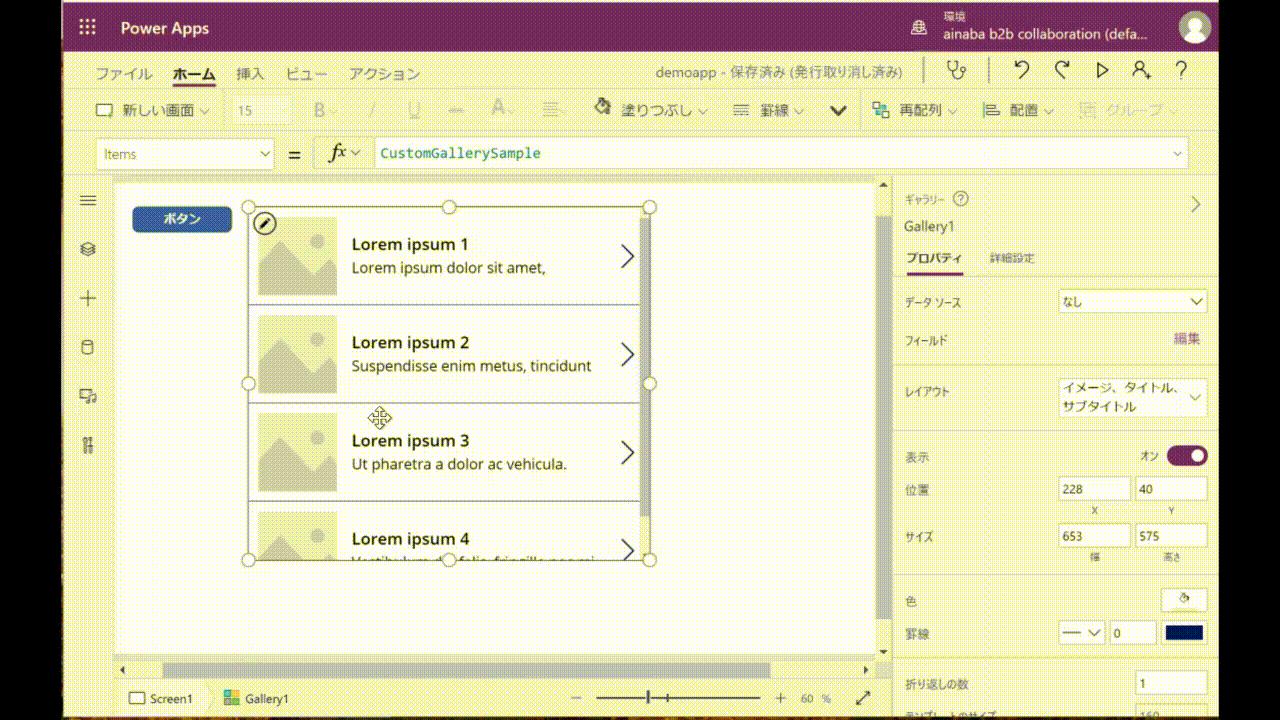 Power Apps
環境
ainaba b2b collaboration (defa...
ファイル ホーム 挿入 ビュー アクション
demoapp - 保存済み (発行取り消し済み)
新しい画面 15 B / U A 塗りつぶし 罫線 再配列 配置 グループ
Items = fx CustomGallerySample
ボタン
Lorem ipsum 1
Lorem ipsum dolor sit amet,
Lorem ipsum 2
Suspendisse enim metus, tincidunt
Lorem ipsum 3
Ut pharetra a dolor ac vehicula.
Lorem ipsum 4
ギャラリー ?
Gallery1
プロパティ 詳細設定
データ ソース なし
フィールド 編集
レイアウト イメージ、タイトル、
サブタイトル
表示 オン
位置 228 40
X Y
サイズ 653 575
幅 高さ
色
罫線 0
折り返しの数 1
テンプレートのサイズ 160
Screen1 Gallery1
60 %